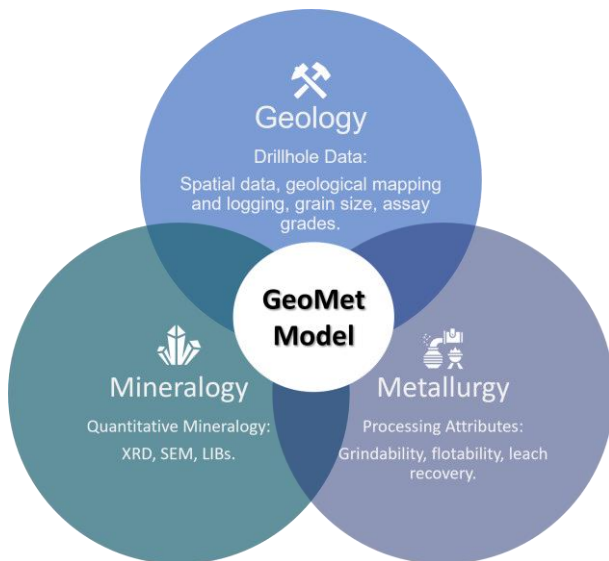 Geology
Drillhole Data:
Spatial data, geological mapping
and logging, grain size, assay
grades.
GeoMet
Model
Mineralogy
Quantitative Mineralogy:
XRD, SEM, LIBs.
Metallurgy
Processing Attributes:
Grindability, flotability, leach
recovery.